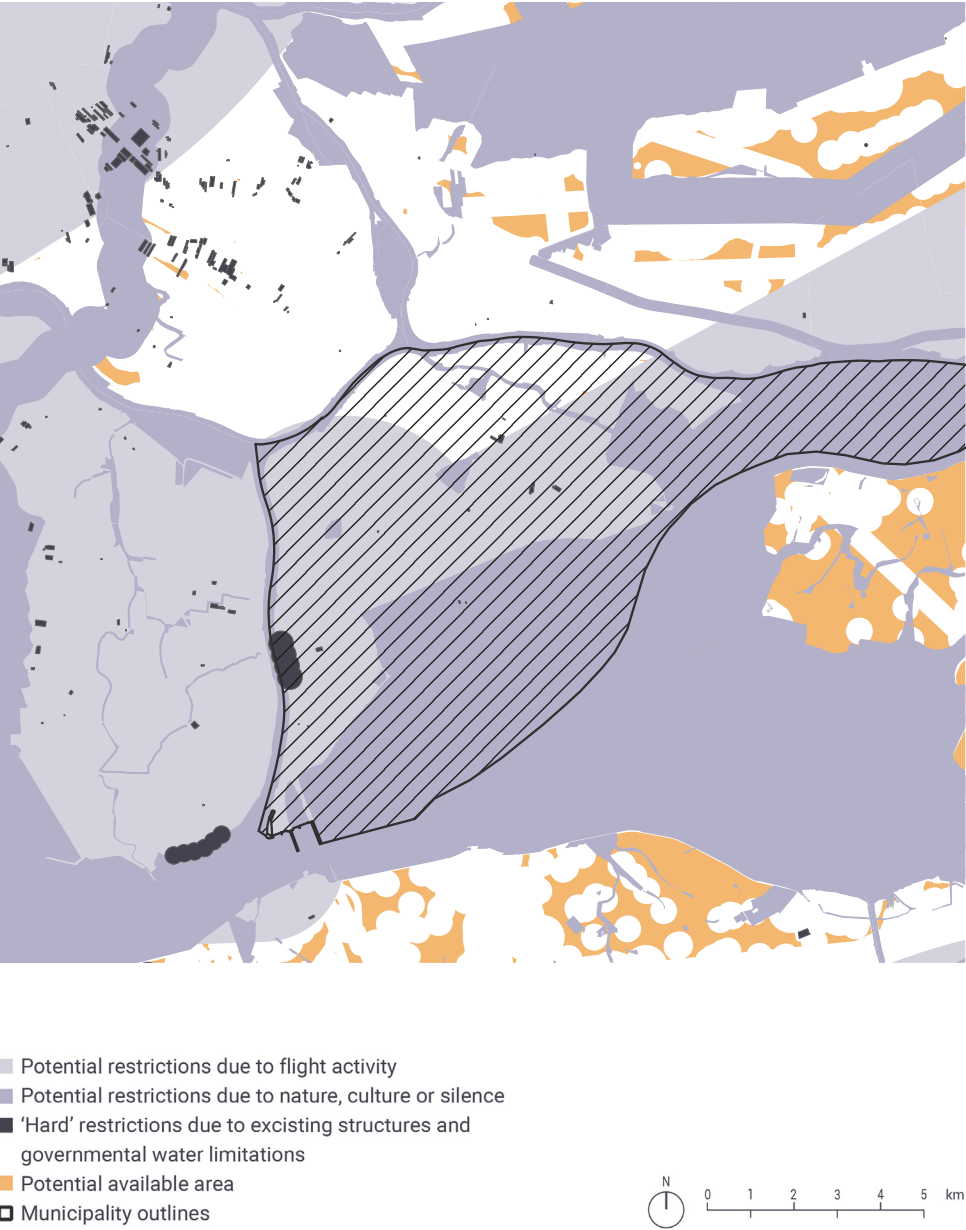 Potential restrictions due to flight activity
Potential restrictions due to nature, culture or silence
‘Hard’ restrictions due to excisting structures and
governmental water limitations
Potential available area
Municipality outlines
N
0 1 2 3 4 5 km